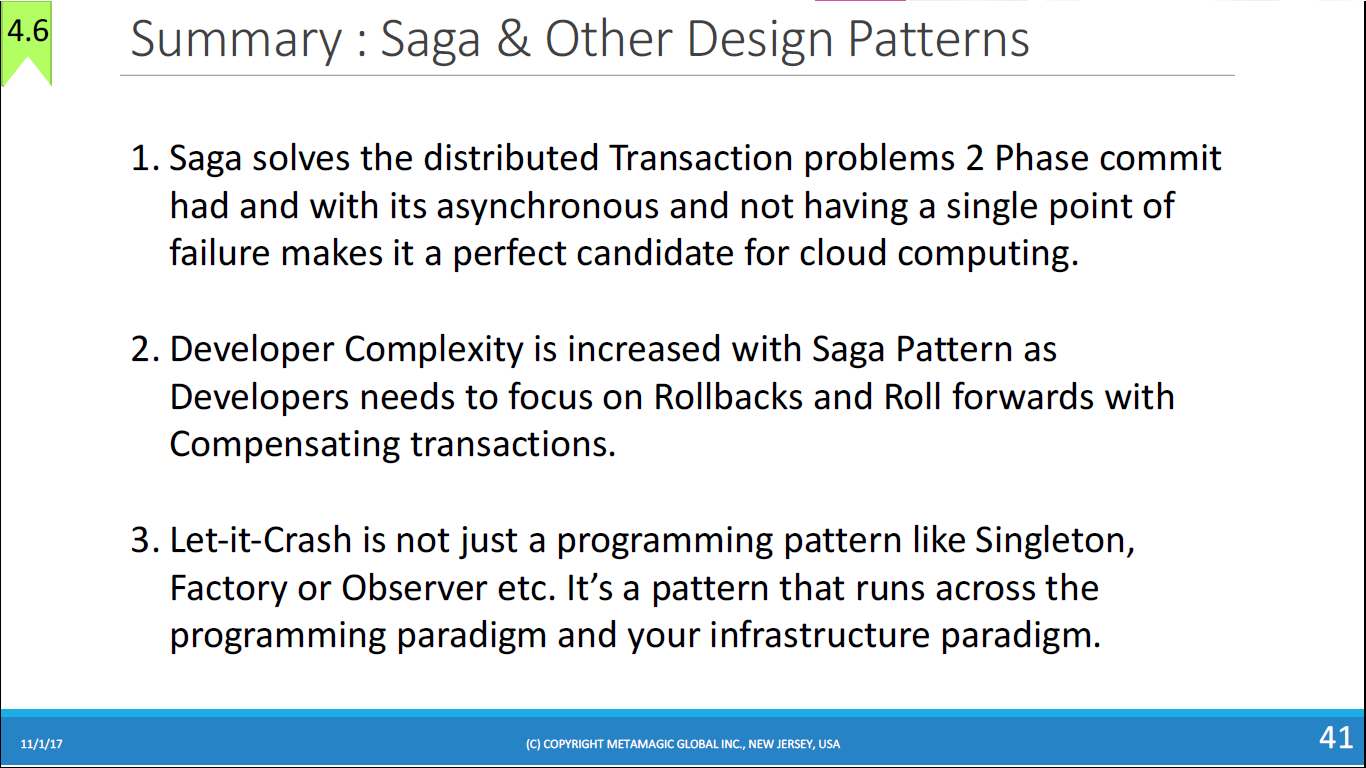 4.6
Summary : Saga & Other Design Patterns
1. Saga solves the distributed Transaction problems 2 Phase commit
had and with its asynchronous and not having a single point of
failure makes it a perfect candidate for cloud computing.
2. Developer Complexity is increased with Saga Pattern as
Developers needs to focus on Rollbacks and Roll forwards with
Compensating transactions.
3. Let-it-Crash is not just a programming pattern like Singleton,
Factory or Observer etc. It’s a pattern that runs across the
programming paradigm and your infrastructure paradigm.
11/1/17
(C) COPYRIGHT METAMAGIC GLOBAL INC., NEW JERSEY, USA
41